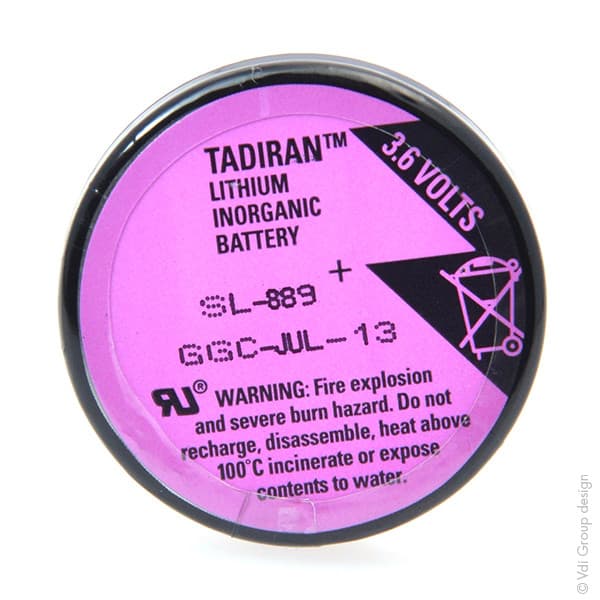 TADIRAN™
3.6 VOLTS
LITHIUM
INORGANIC
BATTERY
+
SL-889
GGC-JUL-13
RU® WARNING: Fire explosion
and severe burn hazard. Do not
recharge, disassemble, heat above
100°C incinerate or expose
contents to water.
© Vdi Group design